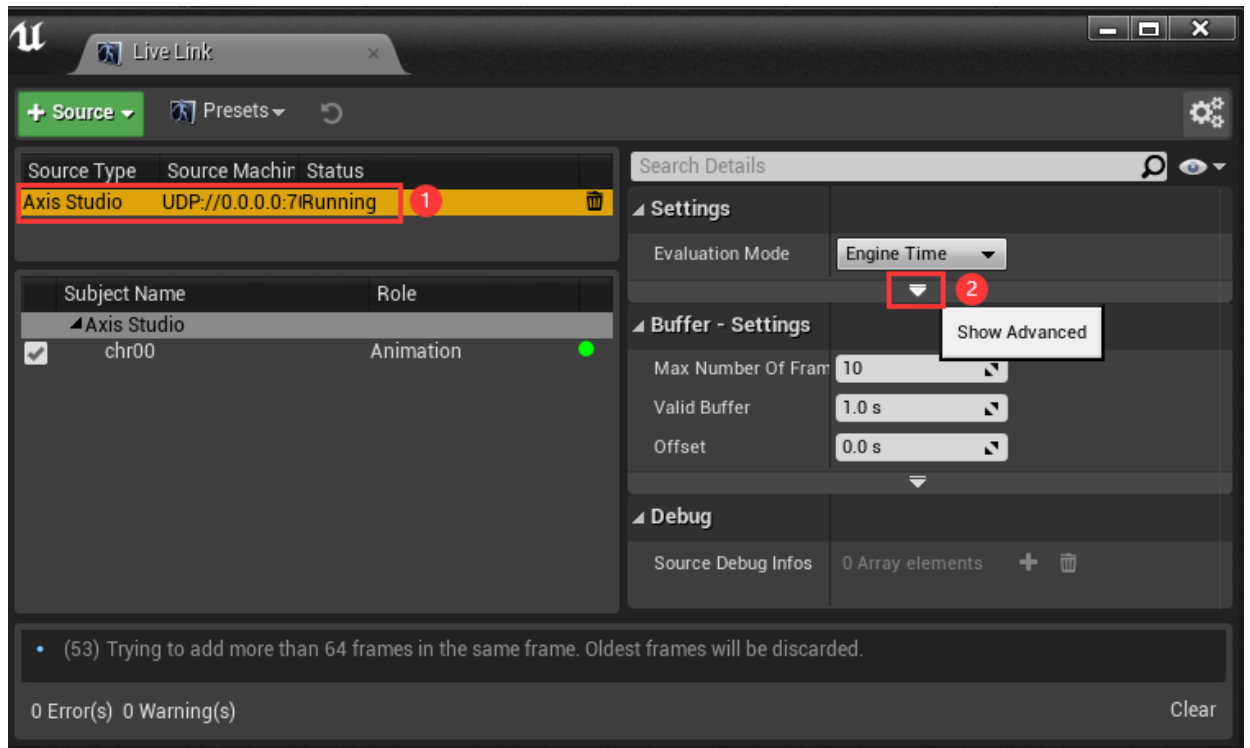 Live Link
+ Source Presets
Source Type Source Machin Status
Axis Studio UDP://0.0.0.0:7 Running 1
Subject Name Role
Axis Studio
chr00 Animation
Search Details
Settings
Evaluation Mode Engine Time
2
Show Advanced
Buffer - Settings
Max Number Of Fram 10
Valid Buffer 1.0 s
Offset 0.0 s
Debug
Source Debug Infos 0 Array elements
• (53) Trying to add more than 64 frames in the same frame. Oldest frames will be discarded.
0 Error(s) 0 Warning(s) Clear